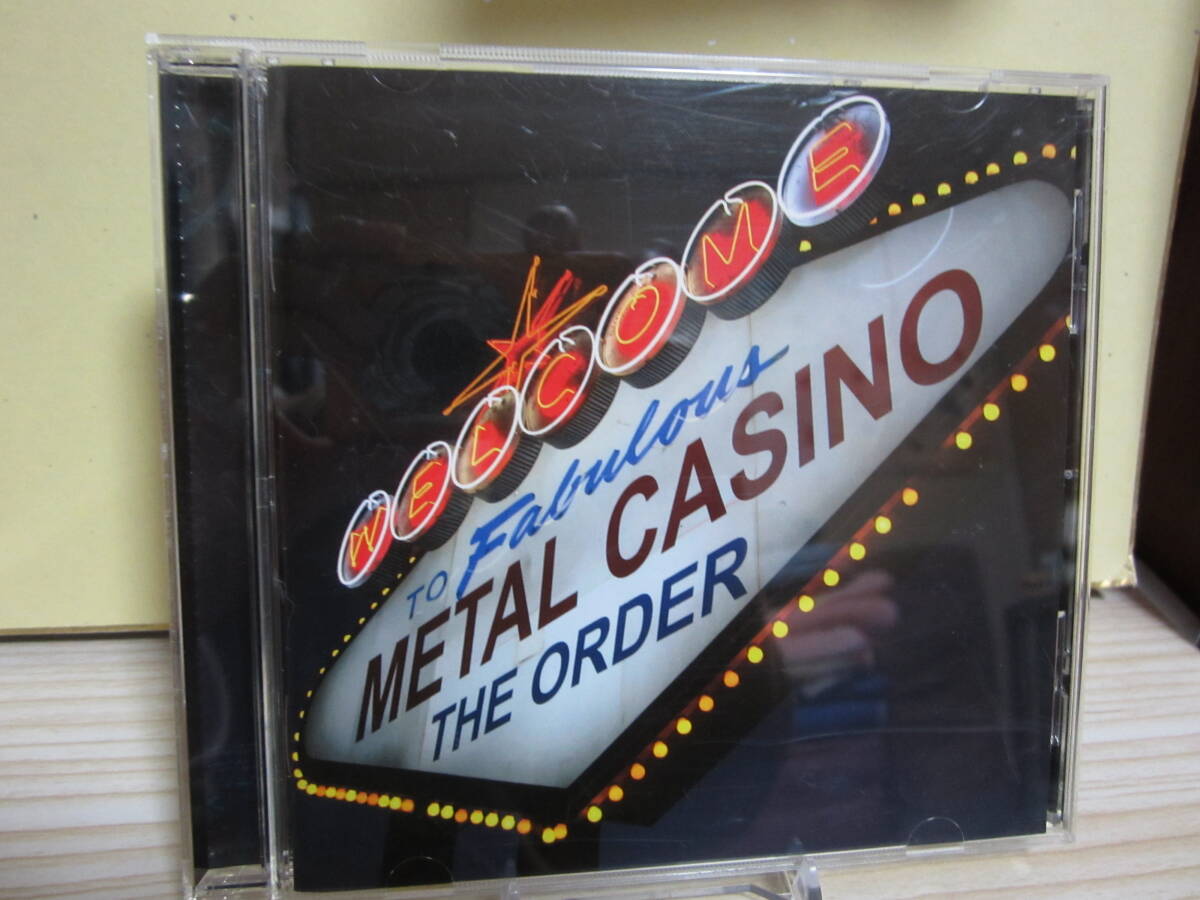 WELCOME
TO Fabulous
METAL CASINO
THE ORDER